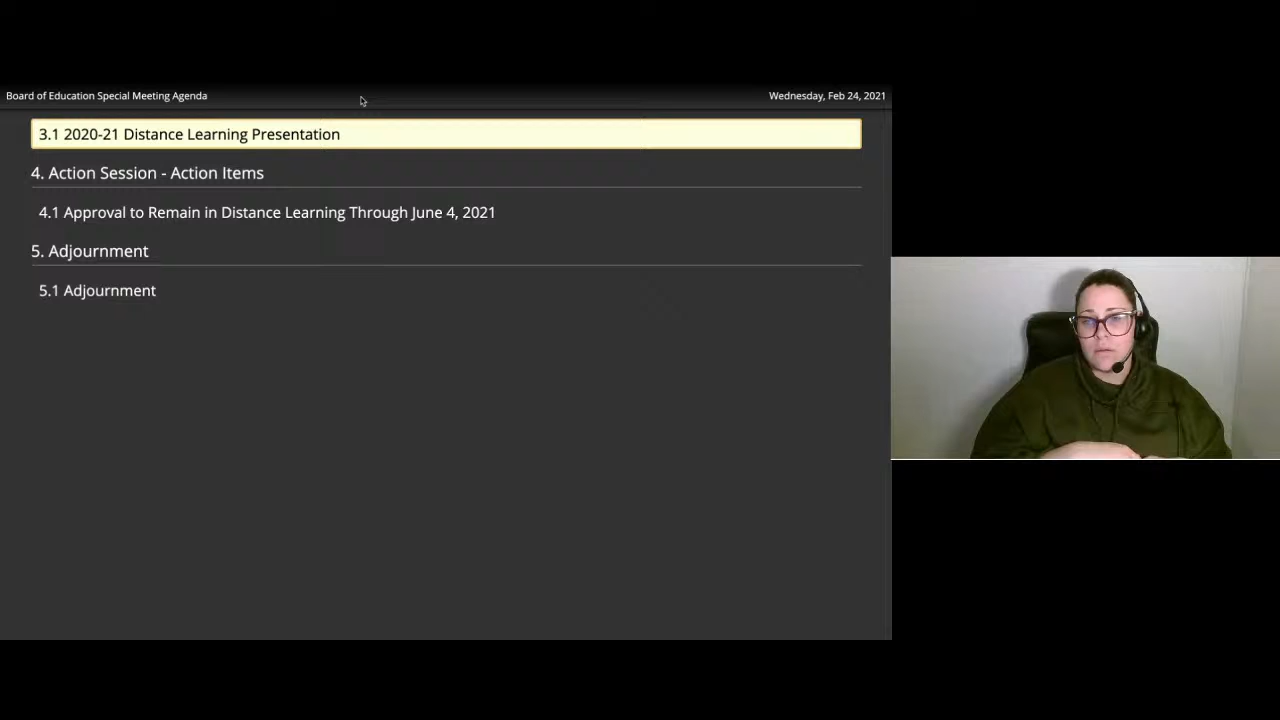 Board of Education Special Meeting Agenda
Wednesday, Feb 24, 2021
3.1 2020-21 Distance Learning Presentation
4. Action Session - Action Items
4.1 Approval to Remain in Distance Learning Through June 4, 2021
5. Adjournment
5.1 Adjournment